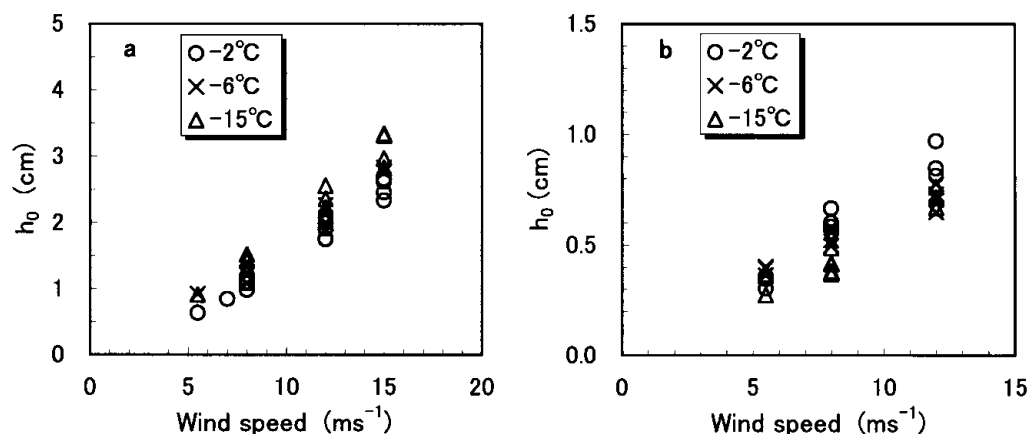 a
○ -2℃
× -6℃
△ -15℃
5
4
3
2
1
0
h₀ (cm)
0 5 10 15 20
Wind speed (ms⁻¹)
b
○ -2℃
× -6℃
△ -15℃
1.5
1.0
0.5
0.0
h₀ (cm)
0 5 10 15
Wind speed (ms⁻¹)